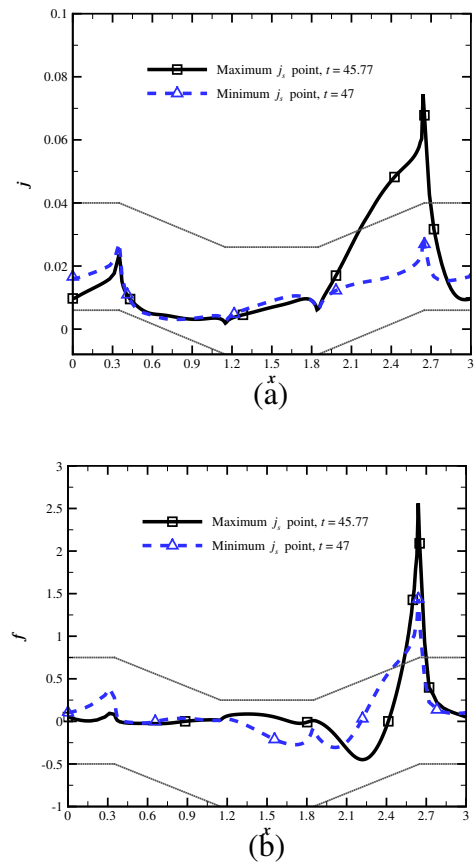 (a)
j
0.1
0.08
0.06
0.04
0.02
0
Maximum j_s point, t = 45.77
Minimum j_s point, t = 47
0 0.3 0.6 0.9 1.2 1.5 1.8 2.1 2.4 2.7 3
x
(a)
f
3
2.5
2
1.5
1
0.5
0
-0.5
-1
Maximum j_s point, t = 45.77
Minimum j_s point, t = 47
0 0.3 0.6 0.9 1.2 1.5 1.8 2.1 2.4 2.7 3
x
(b)